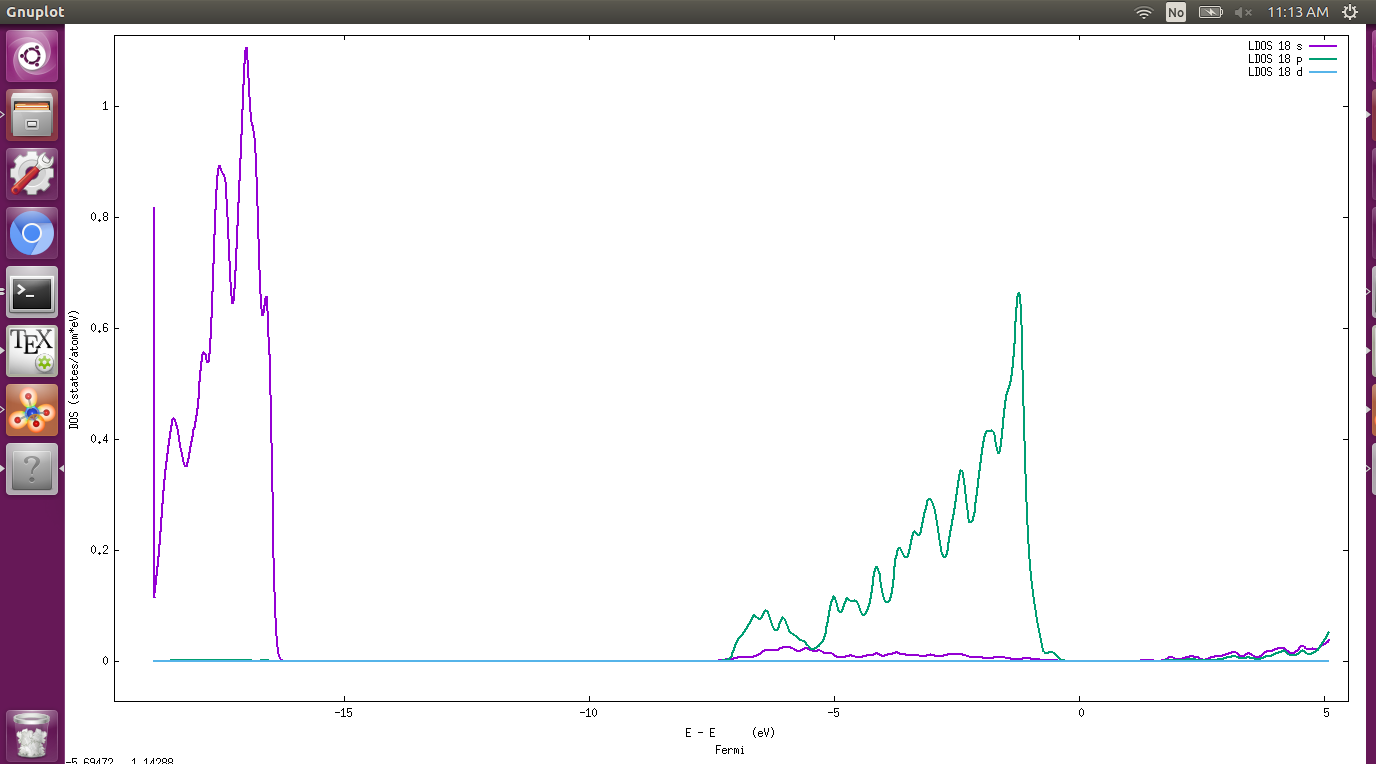 Gnuplot
No
11:13 AM
LDOS 18 s
LDOS 18 p
LDOS 18 d
1
0.8
0.6
0.4
0.2
0
DOS (states/atom*eV)
-15 -10 -5 0 5
E - E (eV)
Fermi
TEX
>_
?
-5.69472 1.14288